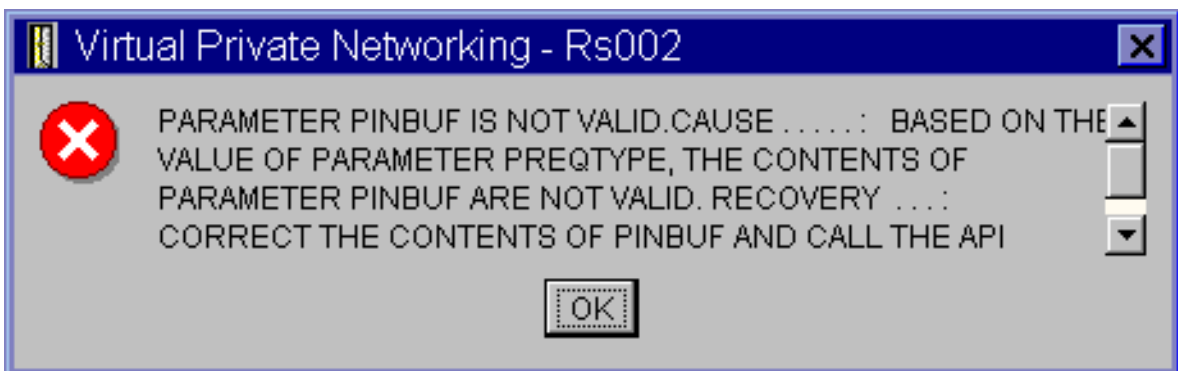 Virtual Private Networking - Rs002
PARAMETER PINBUF IS NOT VALID.CAUSE .....: BASED ON THE
VALUE OF PARAMETER PREQTYPE, THE CONTENTS OF
PARAMETER PINBUF ARE NOT VALID. RECOVERY ...:
CORRECT THE CONTENTS OF PINBUF AND CALL THE API
OK